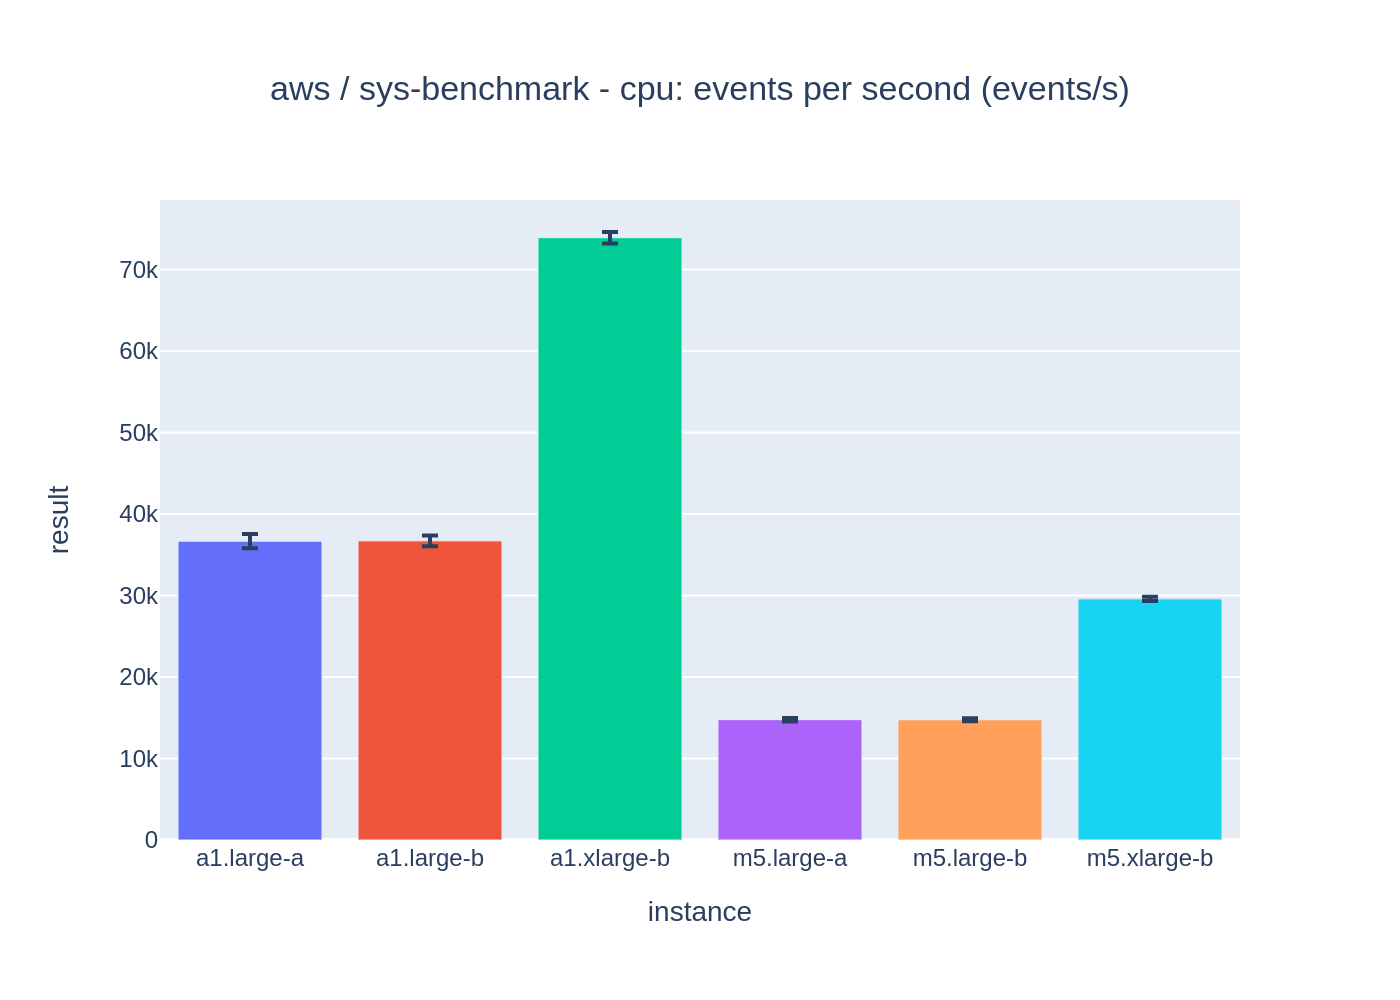 aws / sys-benchmark - cpu: events per second (events/s)
70k
60k
50k
40k
30k
20k
10k
0
result
a1.large-a a1.large-b a1.xlarge-b m5.large-a m5.large-b m5.xlarge-b
instance